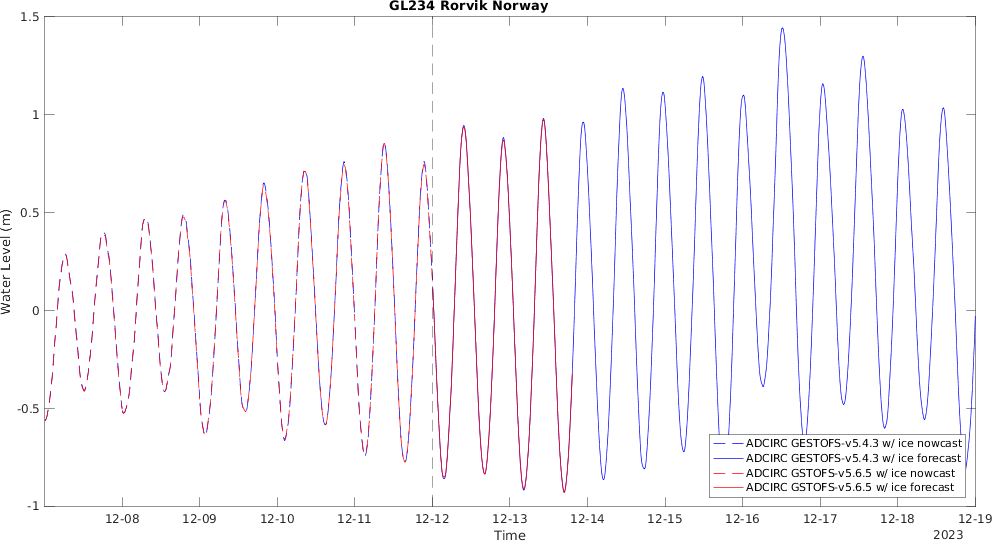 GL234 Rorvik Norway
1.5
1
0.5
0
-0.5
-1
Water Level (m)
ADCIRC GESTOFS-v5.4.3 w/ ice nowcast
ADCIRC GESTOFS-v5.4.3 w/ ice forecast
ADCIRC GSTOFS-v5.6.5 w/ ice nowcast
ADCIRC GSTOFS-v5.6.5 w/ ice forecast
12-08 12-09 12-10 12-11 12-12 12-13 12-14 12-15 12-16 12-17 12-18 12-19
Time 2023